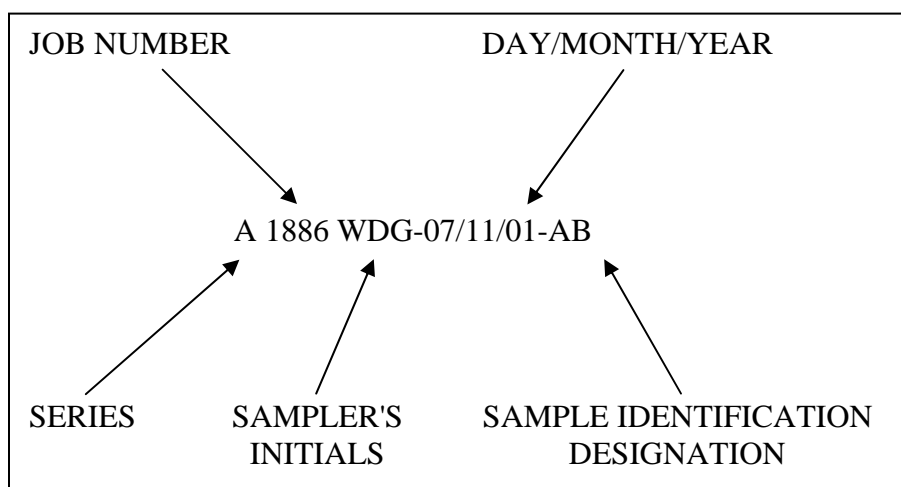 JOB NUMBER
DAY/MONTH/YEAR
A 1886 WDG-07/11/01-AB
SERIES
SAMPLER'S
INITIALS
SAMPLE IDENTIFICATION
DESIGNATION